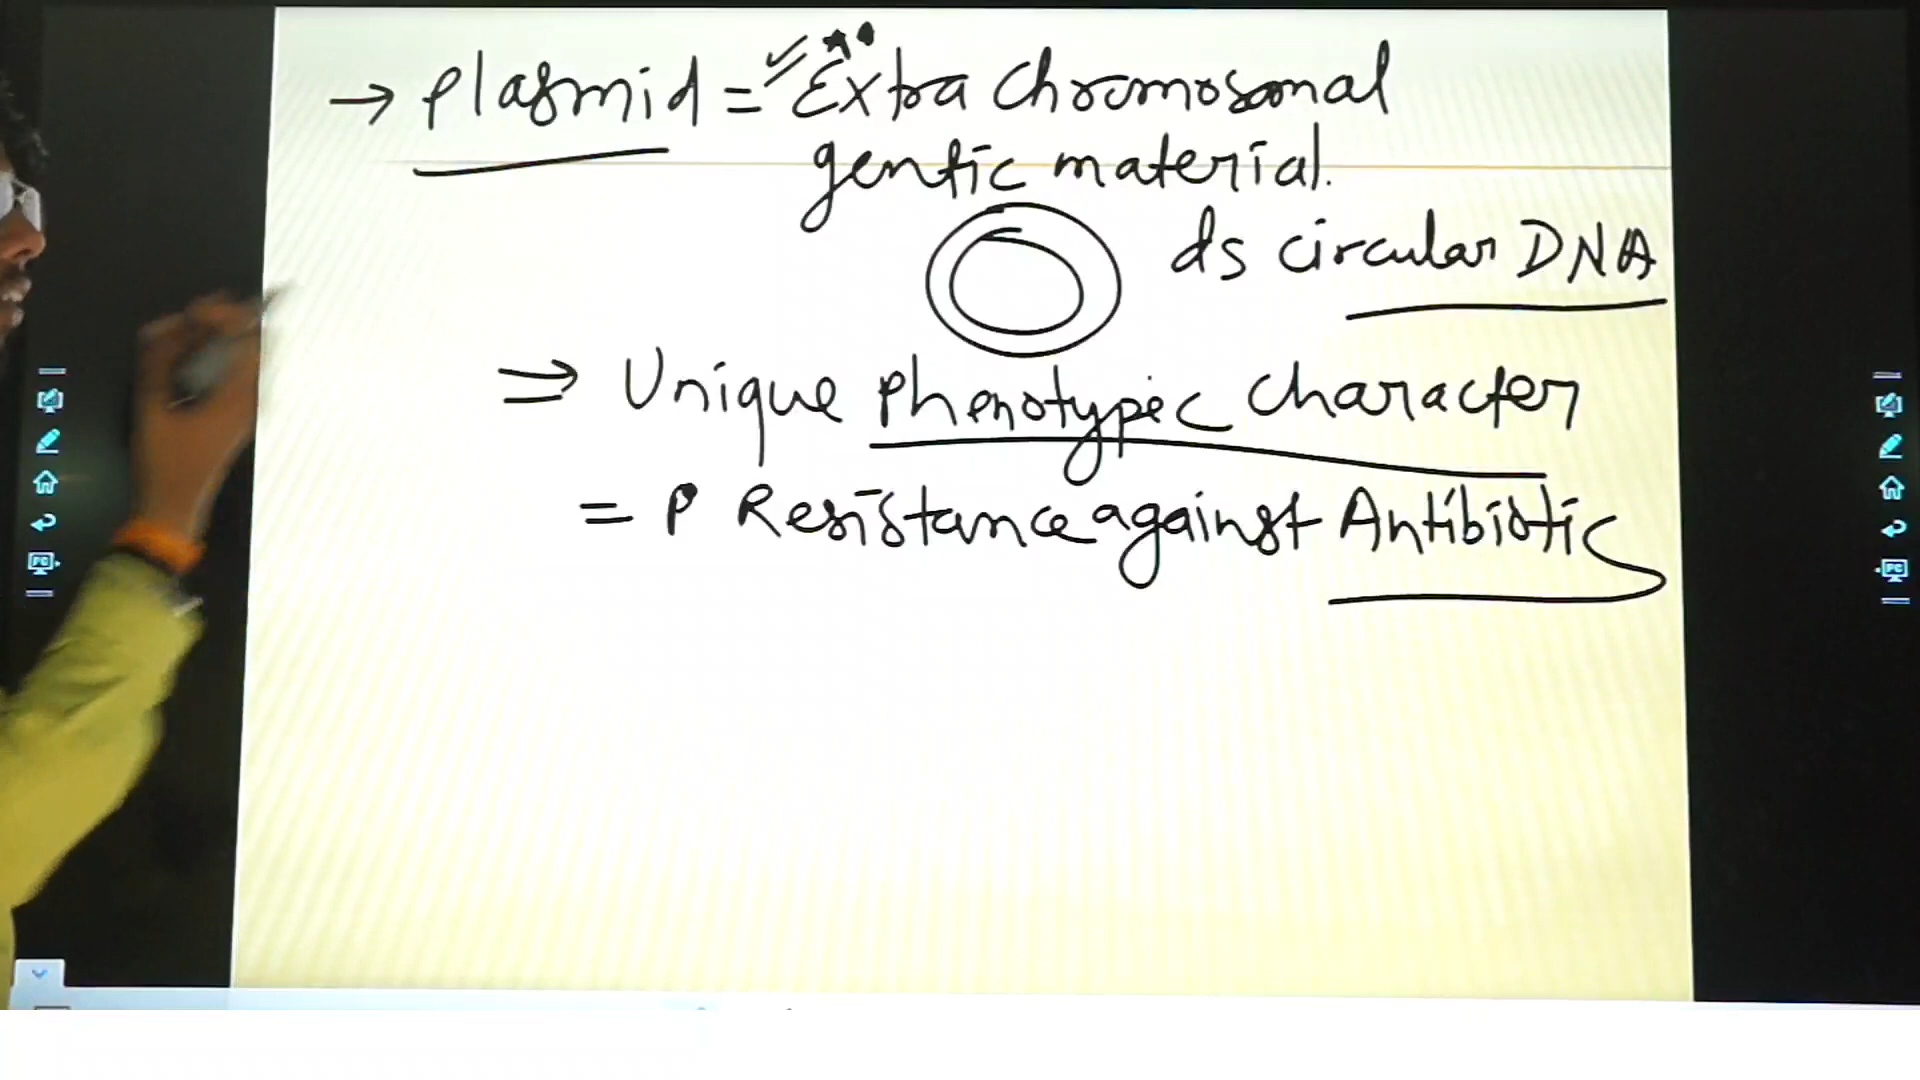 → Plasmid = Extra Chromosomal
gentic material.
ds circular DNA
⇒ Unique Phenotypic Character
= P Resistance against Antibiotic